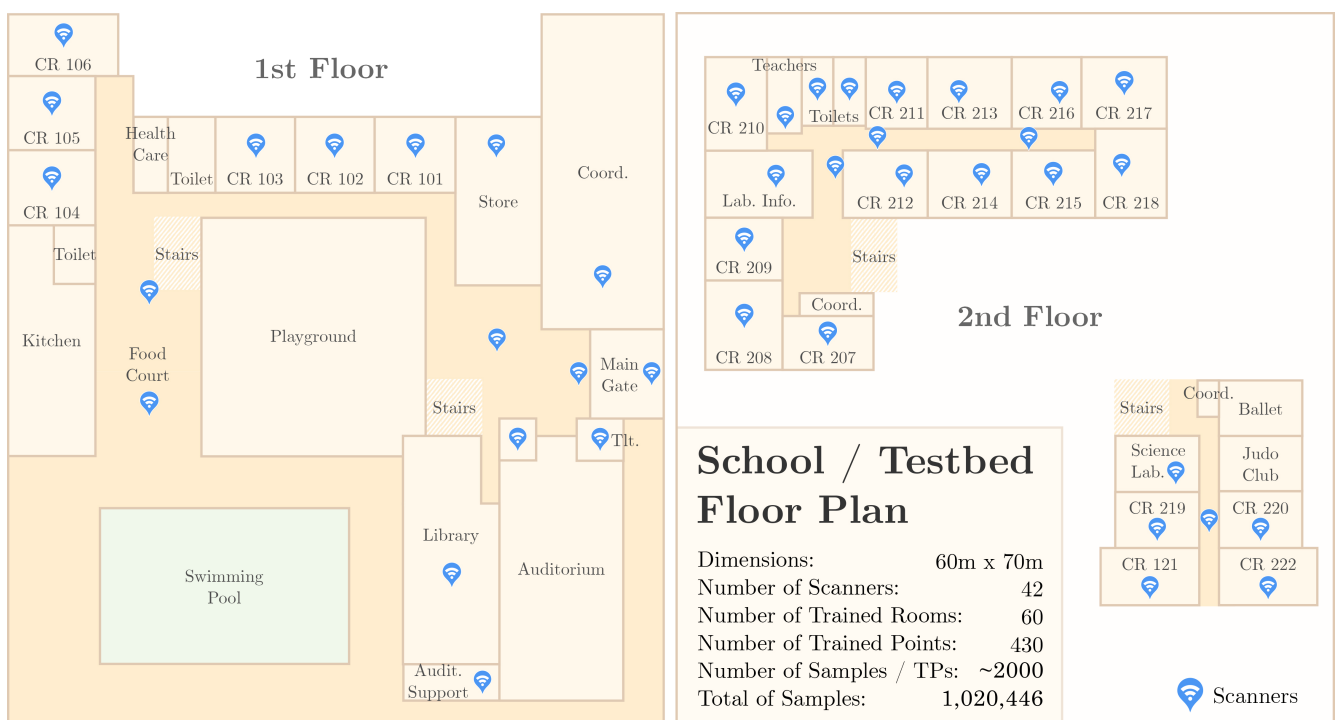 CR 106
1st Floor
CR 105
Health
Care
CR 104
Toilet
CR 103
CR 102
CR 101
Store
Coord.
Toilet
Stairs
Kitchen
Food
Court
Playground
Main
Gate
Stairs
Tlt.
Library
Auditorium
Swimming
Pool
Audit.
Support
Teachers
CR 210
Toilets
CR 211
CR 213
CR 216
CR 217
Lab. Info.
CR 212
CR 214
CR 215
CR 218
CR 209
Stairs
Coord.
CR 208
CR 207
2nd Floor
Stairs
Coord.
Ballet
Science
Lab.
Judo
Club
CR 219
CR 220
CR 121
CR 222
School / Testbed
Floor Plan
Dimensions: 60m x 70m
Number of Scanners: 42
Number of Trained Rooms: 60
Number of Trained Points: 430
Number of Samples / TPs: ~2000
Total of Samples: 1,020,446
Scanners